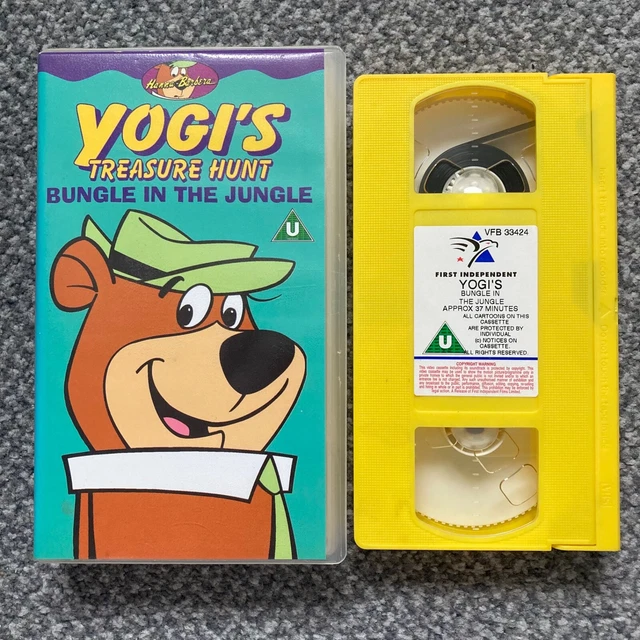 Hanna-Barbera
YOGI'S
TREASURE HUNT
BUNGLE IN THE JUNGLE
U
VFB 33424
FIRST INDEPENDENT
YOGI'S
BUNGLE IN
THE JUNGLE
APPROX 37 MINUTES
ALL CARTOONS ON THIS
CASSETTE
ARE PROTECTED BY
INDIVIDUAL
(c) NOTICES ON
CASSETTE.
ALL RIGHTS RESERVED.
U
COPYRIGHT WARNING